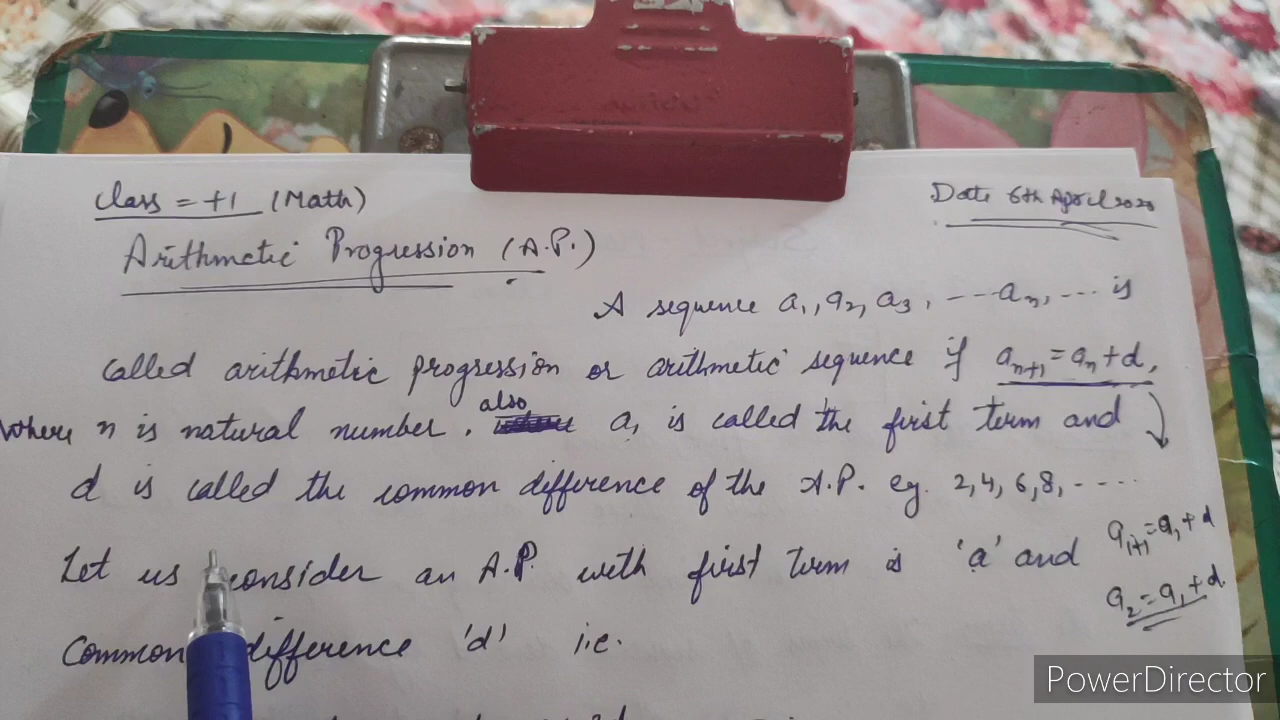 Class = +1 (Math)
Date 6th April 2020
Arithmetic Progression (A.P.)
A sequence a₁, a₂, a₃, ---aₙ, --- is
called arithmetic progression or arithmetic sequence if aₙ₊₁ = aₙ + d,
where n is natural number. also a₁ is called the first term and
d is called the common difference of the A.P. eg. 2, 4, 6, 8, ----
a₁₊₁ = a₁ + d
Let us consider an A.P. with first term is 'a' and
a₂ = a₁ + d.
Common difference 'd' i.e.
PowerDirector